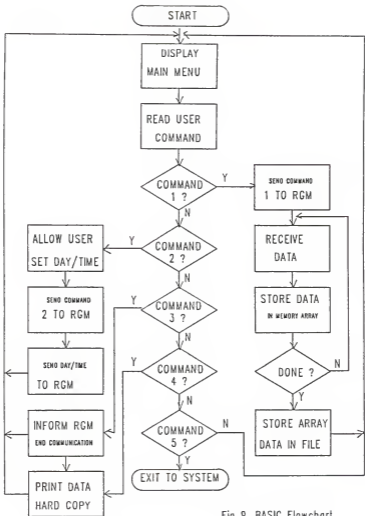 START
DISPLAY
MAIN MENU
READ USER
COMMAND
COMMAND
1 ?
Y
N
SEND COMMAND
1 TO RGM
RECEIVE
DATA
STORE DATA
IN MEMORY ARRAY
DONE ?
N
Y
STORE ARRAY
DATA IN FILE
COMMAND
2 ?
Y
N
ALLOW USER
SET DAY/TIME
SEND COMMAND
2 TO RGM
SEND DAY/TIME
TO RGM
COMMAND
3 ?
Y
N
INFORM RGM
END COMMUNICATION
COMMAND
4 ?
Y
N
PRINT DATA
HARD COPY
COMMAND
5 ?
N
Y
EXIT TO SYSTEM
Fig 9. BASIC Flowchart